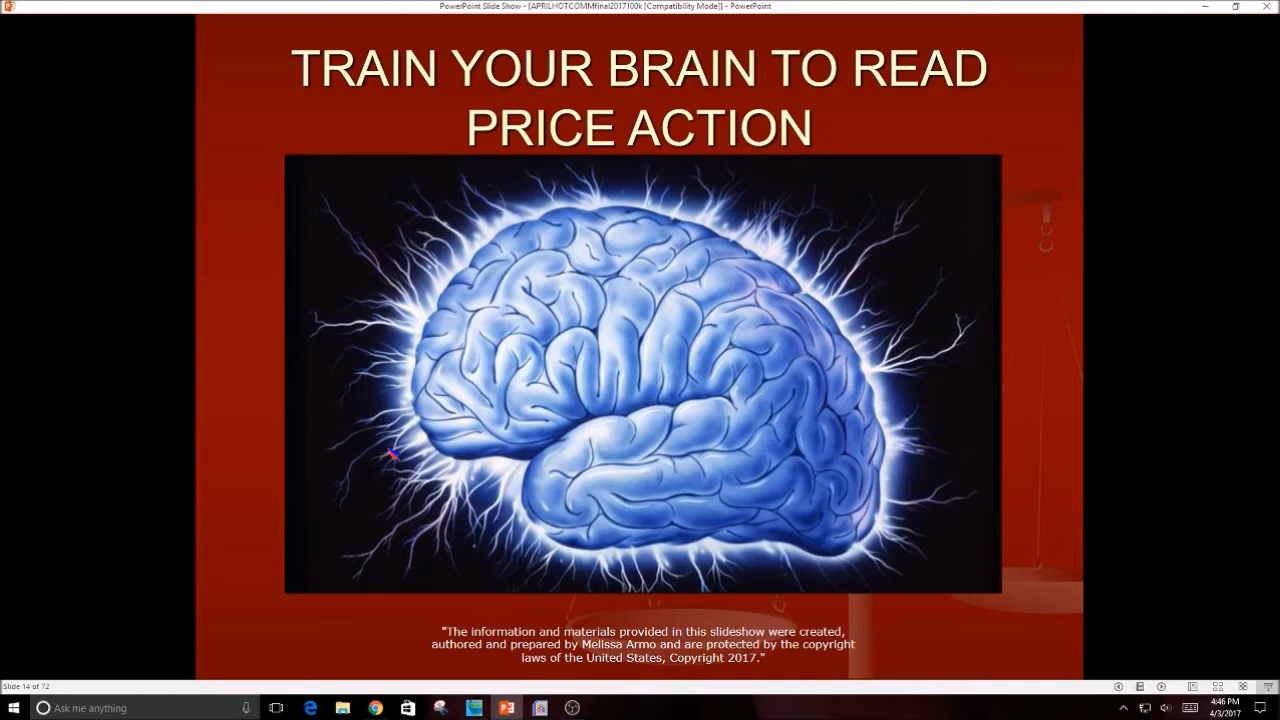 PowerPoint Slide Show - [APRILHOTCOMMfinal2017100k [Compatibility Mode]] - PowerPoint
TRAIN YOUR BRAIN TO READ
PRICE ACTION
"The information and materials provided in this slideshow were created,
authored and prepared by Melissa Armo and are protected by the copyright
laws of the United States, Copyright 2017."
Slide 14 of 72
Ask me anything
4:46 PM
4/3/2017